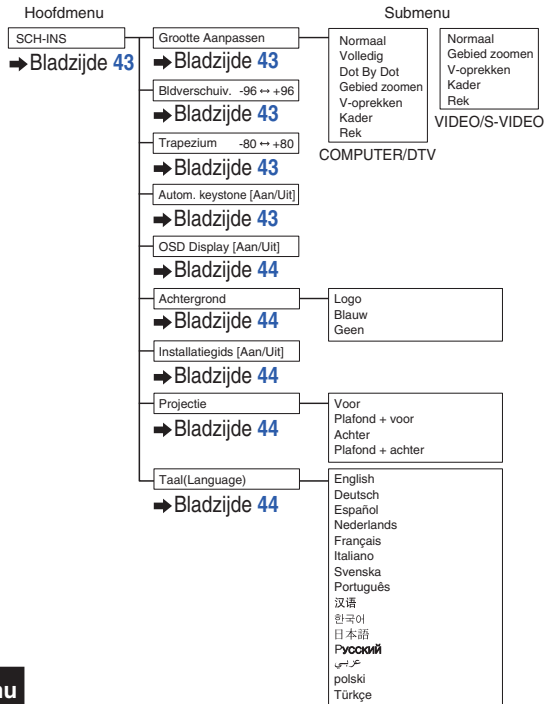 Hoofdmenu
Submenu
SCH-INS
➡Bladzijde 43
Grootte Aanpassen
➡Bladzijde 43
Bldverschuiv. -96 ↔ +96
➡Bladzijde 43
Trapezium -80 ↔ +80
➡Bladzijde 43
Autom. keystone [Aan/Uit]
➡Bladzijde 43
OSD Display [Aan/Uit]
➡Bladzijde 44
Achtergrond
➡Bladzijde 44
Installatiegids [Aan/Uit]
➡Bladzijde 44
Projectie
➡Bladzijde 44
Taal(Language)
➡Bladzijde 44
Normaal
Volledig
Dot By Dot
Gebied zoomen
V-oprekken
Kader
Rek
COMPUTER/DTV
Normaal
Gebied zoomen
V-oprekken
Kader
Rek
VIDEO/S-VIDEO
Logo
Blauw
Geen
Voor
Plafond + voor
Achter
Plafond + achter
English
Deutsch
Español
Nederlands
Français
Italiano
Svenska
Português
汉语
한국어
日本語
Русский
عربي
polski
Türkçe